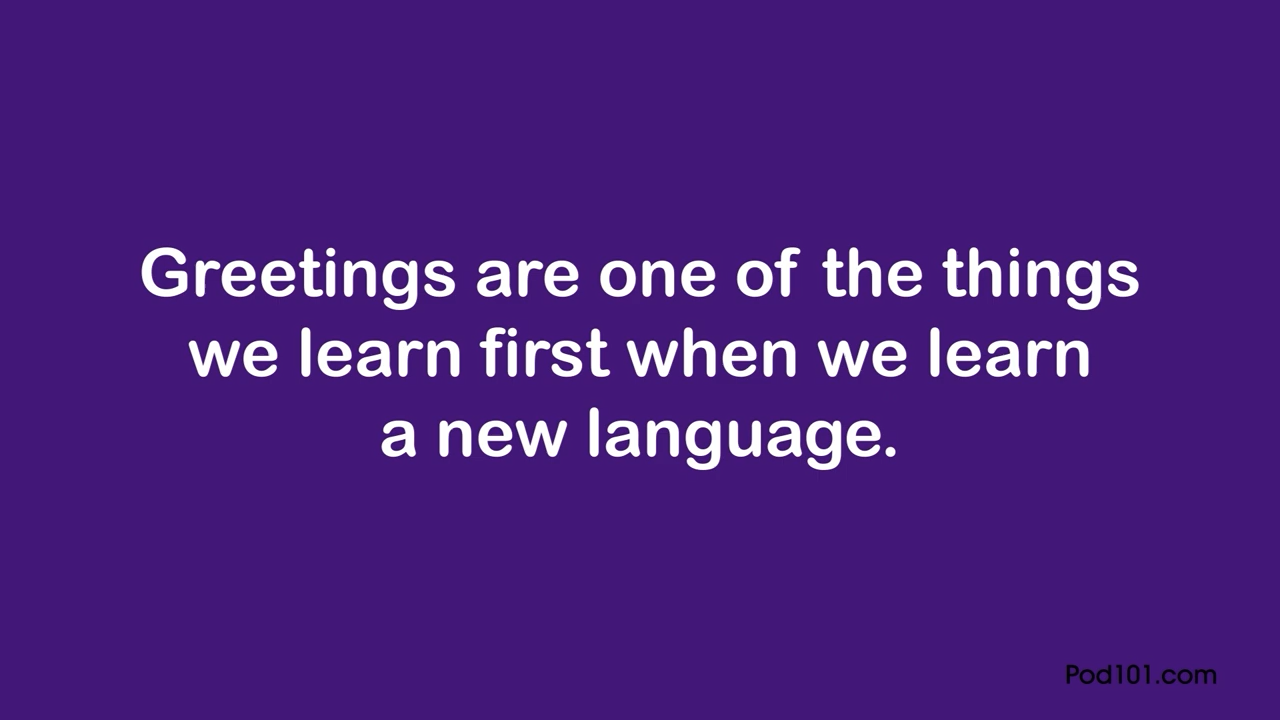 Greetings are one of the things
we learn first when we learn
a new language.
Pod101.com